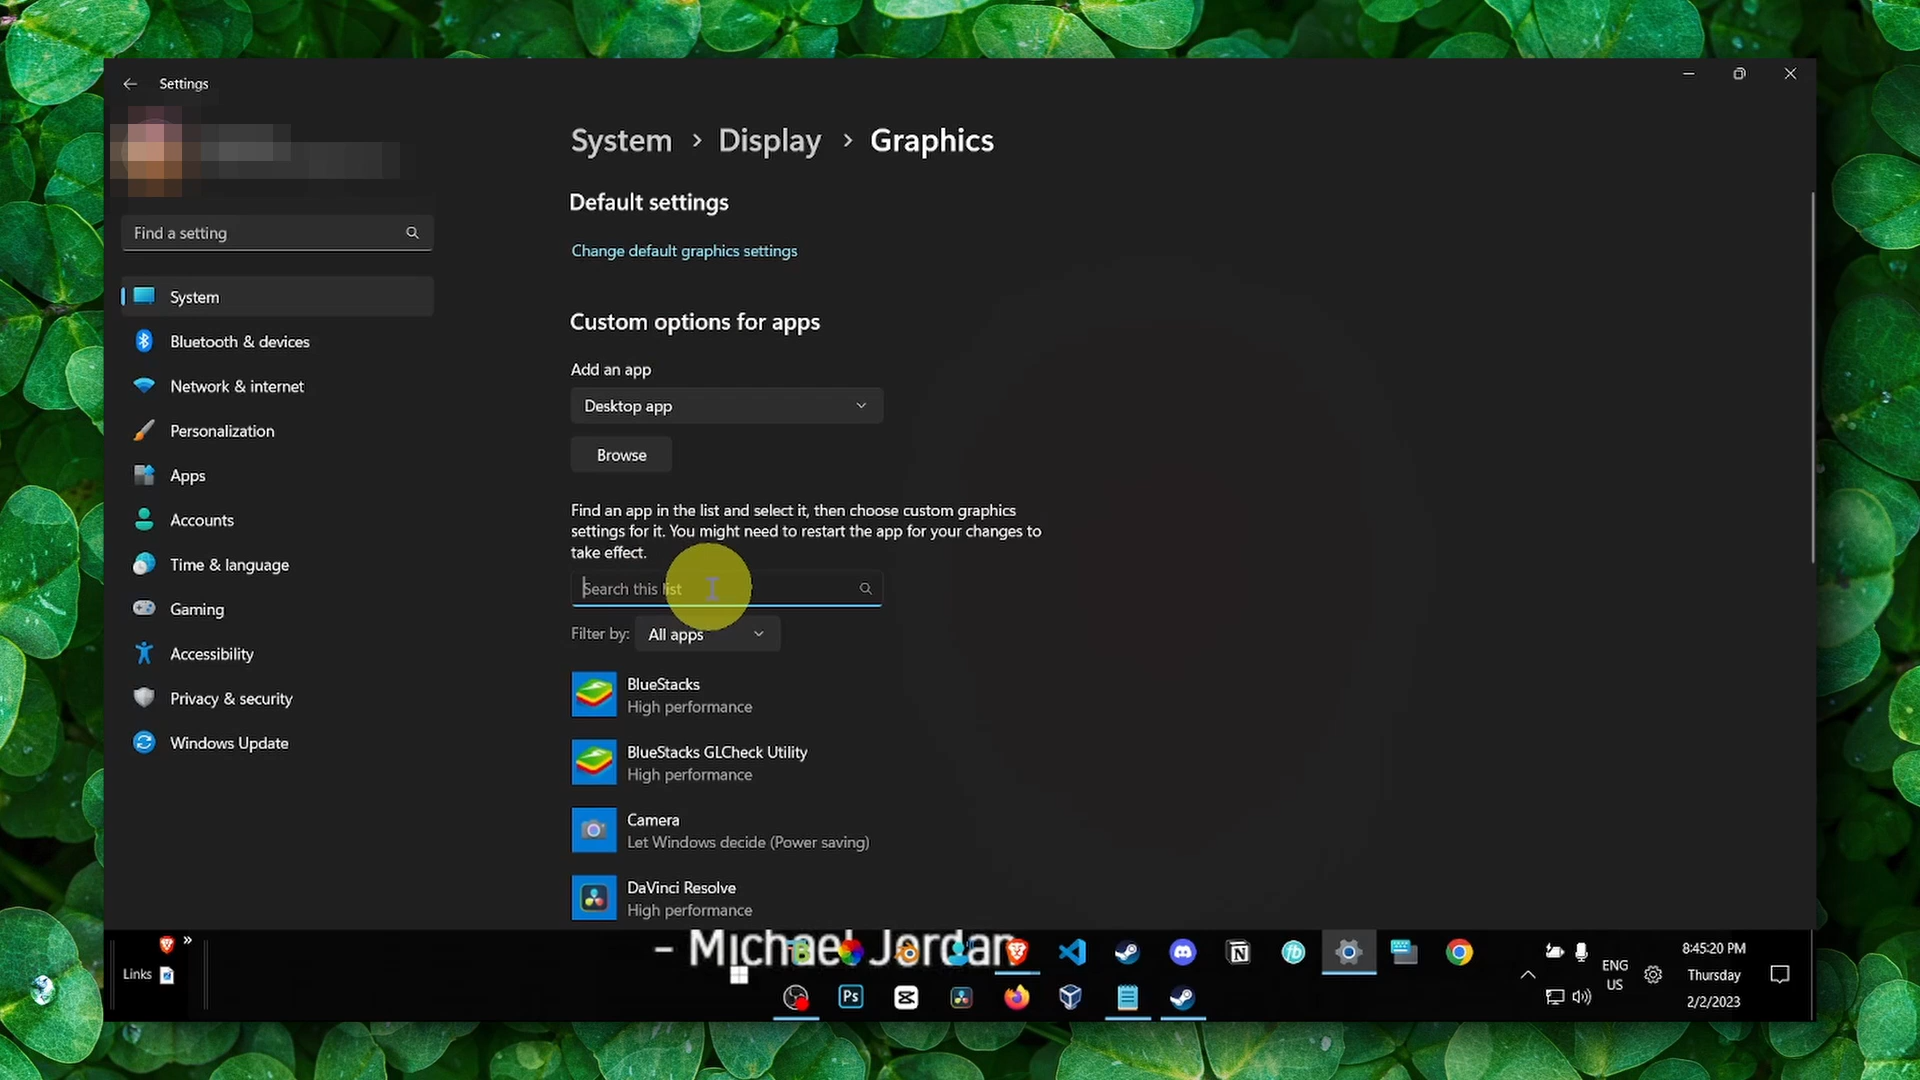 Settings
Find a setting
System
Bluetooth & devices
Network & internet
Personalization
Apps
Accounts
Time & language
Gaming
Accessibility
Privacy & security
Windows Update
System > Display > Graphics
Default settings
Change default graphics settings
Custom options for apps
Add an app
Desktop app
Browse
Find an app in the list and select it, then choose custom graphics
settings for it. You might need to restart the app for your changes to
take effect.
Search this list
Filter by: All apps
BlueStacks
High performance
BlueStacks GLCheck Utility
High performance
Camera
Let Windows decide (Power saving)
DaVinci Resolve
High performance
– Michael Jordan
Links
Ps
ENG
US
8:45:20 PM
Thursday
2/2/2023